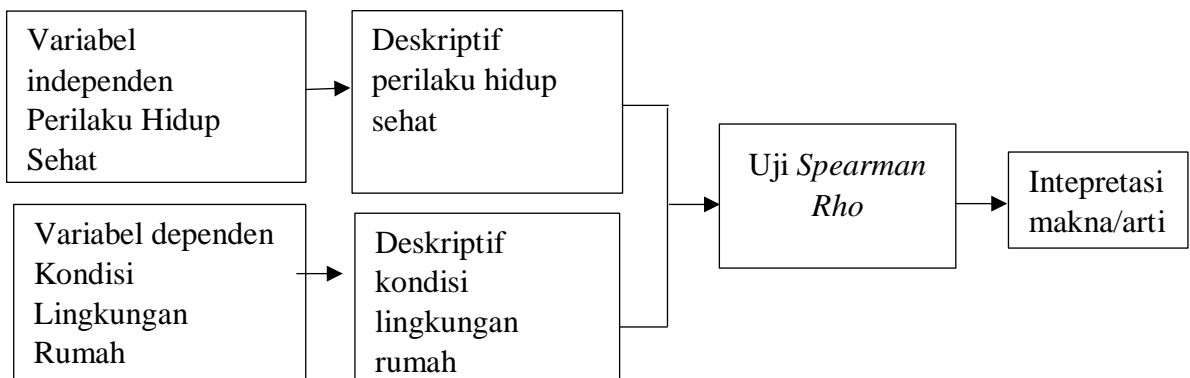 Variabel
independen
Perilaku Hidup
Sehat
Deskriptif
perilaku hidup
sehat
Variabel dependen
Kondisi
Lingkungan
Rumah
Deskriptif
kondisi
lingkungan
rumah
Uji Spearman
Rho
Intepretasi
makna/arti